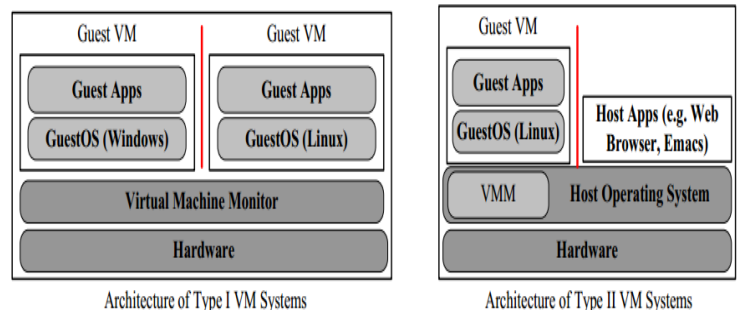 Guest VM
Guest VM
Guest Apps
Guest Apps
GuestOS (Windows)
GuestOS (Linux)
Virtual Machine Monitor
Hardware
Architecture of Type I VM Systems
Guest VM
Guest Apps
GuestOS (Linux)
Host Apps (e.g. Web
Browser, Emacs)
VMM
Host Operating System
Hardware
Architecture of Type II VM Systems